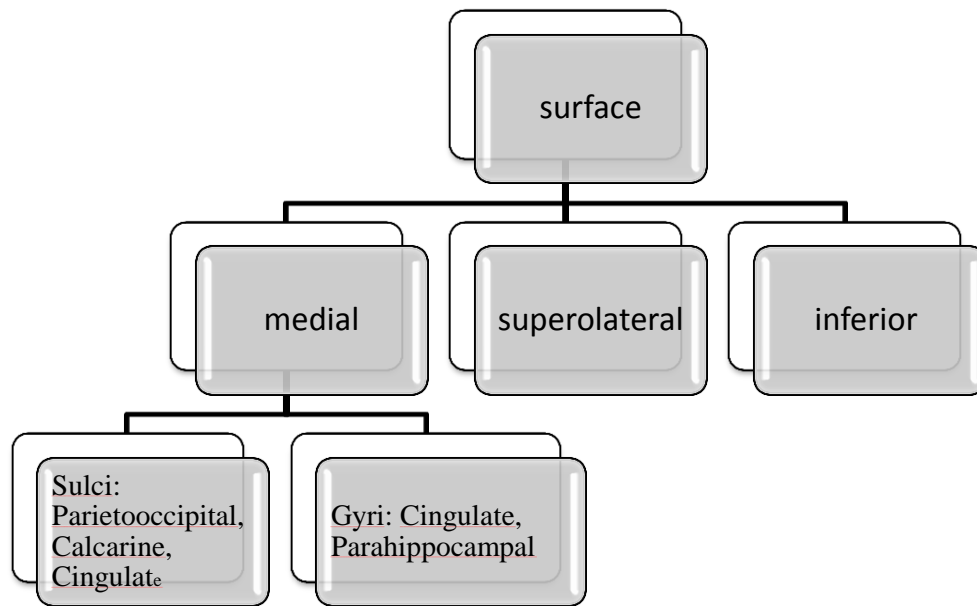 surface
medial
superolateral
inferior
Sulci:
Parietooccipital,
Calcarine,
Cingulate
Gyri: Cingulate,
Parahippocampal